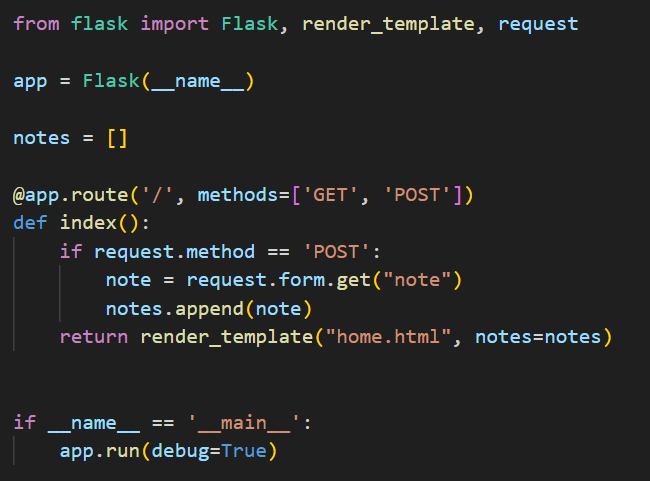 from flask import Flask, render_template, request
app = Flask(__name__)
notes = []
@app.route('/', methods=['GET', 'POST'])
def index():
    if request.method == 'POST':
        note = request.form.get("note")
        notes.append(note)
    return render_template("home.html", notes=notes)
if __name__ == '__main__':
    app.run(debug=True)